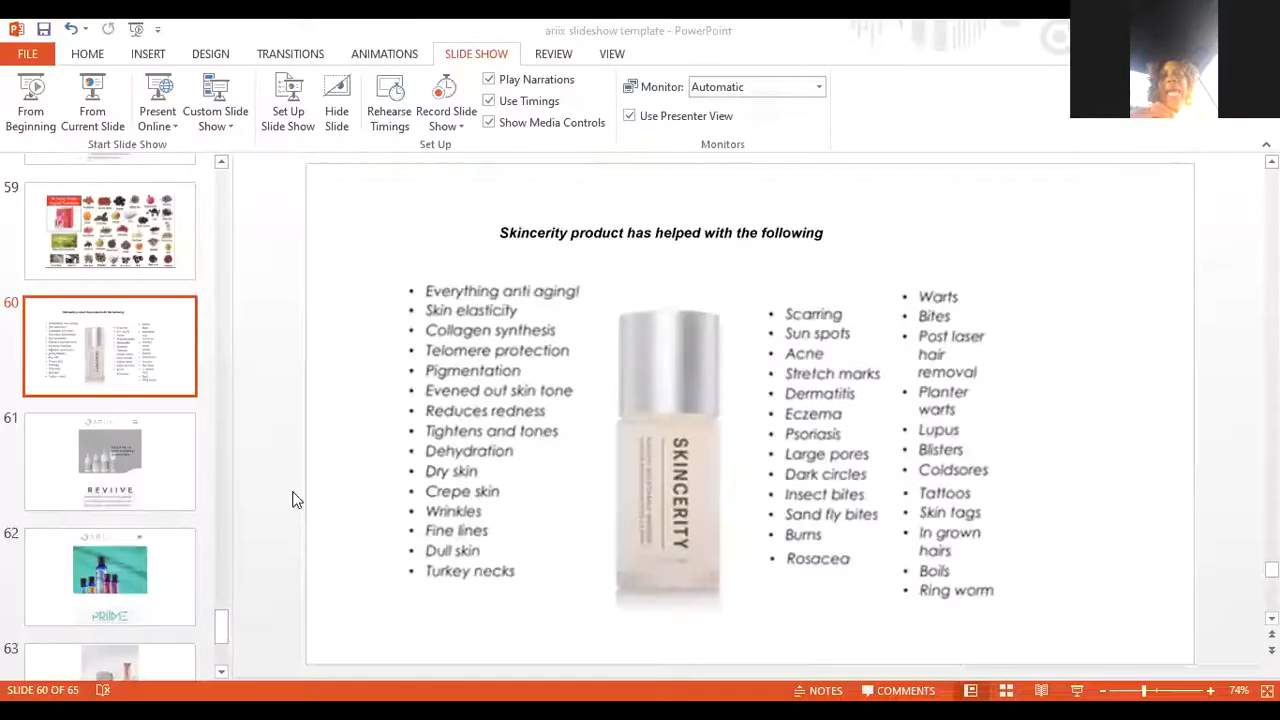 ariix slideshow template - PowerPoint
FILE
HOME
INSERT
DESIGN
TRANSITIONS
ANIMATIONS
SLIDE SHOW
REVIEW
VIEW
From Beginning
From Current Slide
Present Online
Custom Slide Show
Set Up Slide Show
Hide Slide
Rehearse Timings
Record Slide Show
Play Narrations
Use Timings
Show Media Controls
Monitor: Automatic
Use Presenter View
Start Slide Show
Set Up
Monitors
59
60
61
REVIIVE
62
63
Skincerity product has helped with the following
• Everything anti aging!
• Skin elasticity
• Collagen synthesis
• Telomere protection
• Pigmentation
• Evened out skin tone
• Reduces redness
• Tightens and tones
• Dehydration
• Dry skin
• Crepe skin
• Wrinkles
• Fine lines
• Dull skin
• Turkey necks
SKINCERITY
• Scarring
• Sun spots
• Acne
• Stretch marks
• Dermatitis
• Eczema
• Psoriasis
• Large pores
• Dark circles
• Insect bites
• Sand fly bites
• Burns
• Rosacea
• Warts
• Bites
• Post laser
hair
removal
• Planter
warts
• Lupus
• Blisters
• Coldsores
• Tattoos
• Skin tags
• In grown
hairs
• Boils
• Ring worm
SLIDE 60 OF 65
NOTES
COMMENTS
74%